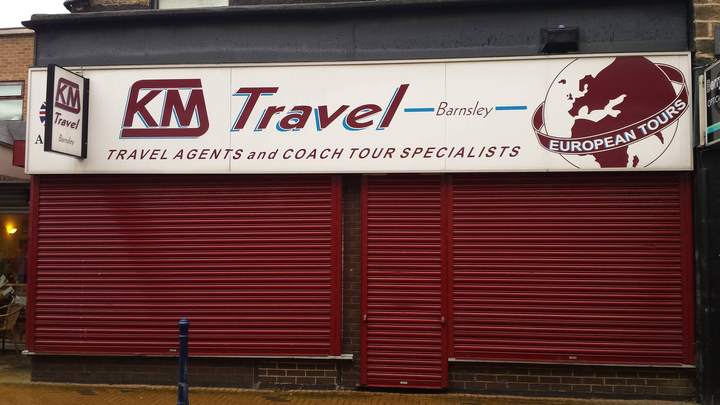 KM
Travel
Barnsley
KM Travel Barnsley
TRAVEL AGENTS and COACH TOUR SPECIALISTS
EUROPEAN TOURS